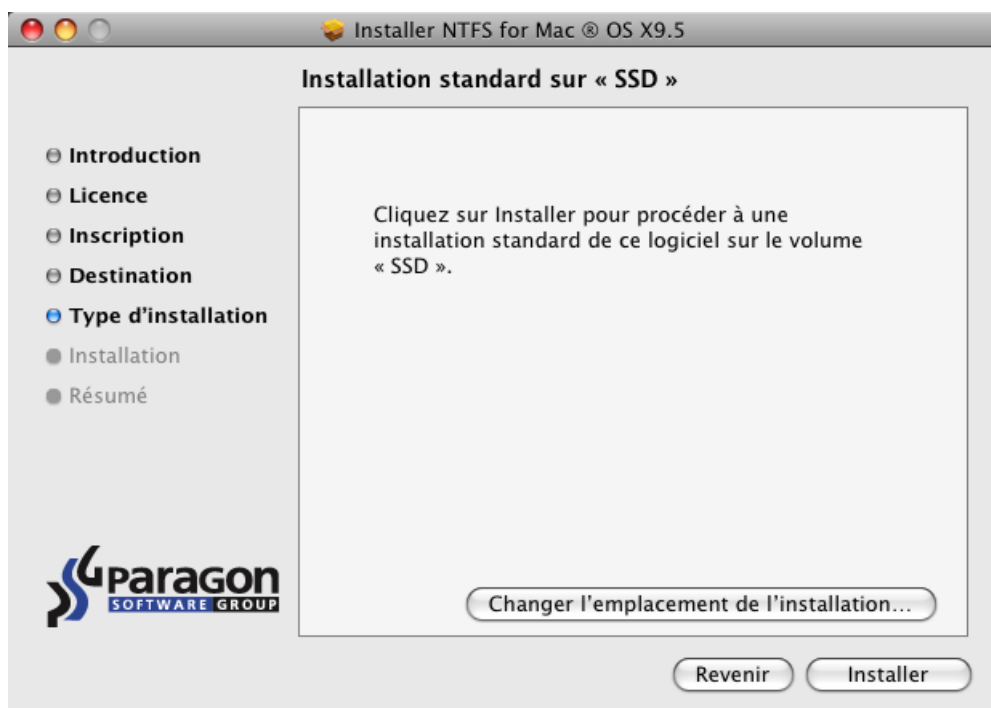 Installer NTFS for Mac ® OS X9.5
Installation standard sur « SSD »
Introduction
Licence
Inscription
Destination
Type d'installation
Installation
Résumé
Cliquez sur Installer pour procéder à une
installation standard de ce logiciel sur le volume
« SSD ».
Paragon
SOFTWARE GROUP
Changer l'emplacement de l'installation...
Revenir
Installer